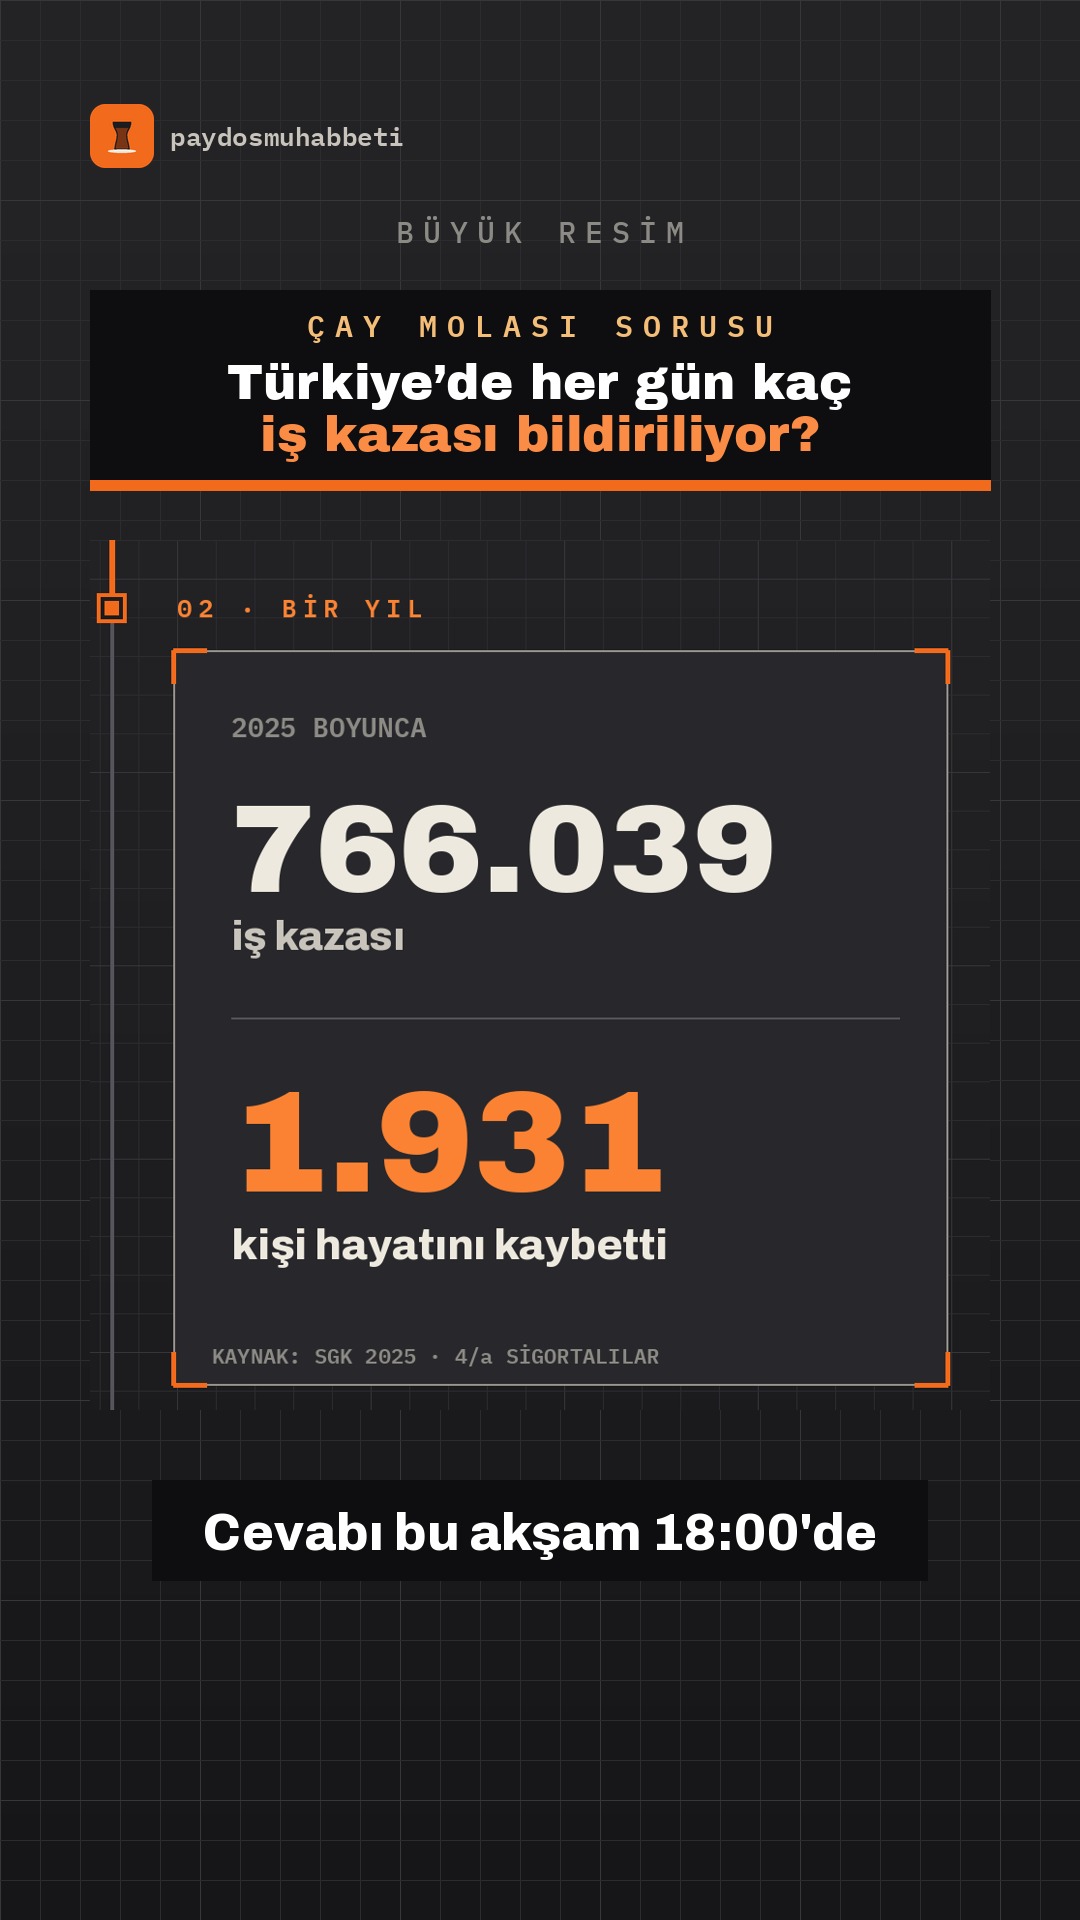 paydosmuhabbeti
BÜYÜK RESİM
ÇAY MOLASI SORUSU
Türkiye’de her gün kaç
iş kazası bildiriliyor?
02 · BİR YIL
2025 BOYUNCA
766.039
iş kazası
1.931
kişi hayatını kaybetti
KAYNAK: SGK 2025 · 4/a SİGORTALILAR
Cevabı bu akşam 18:00'de